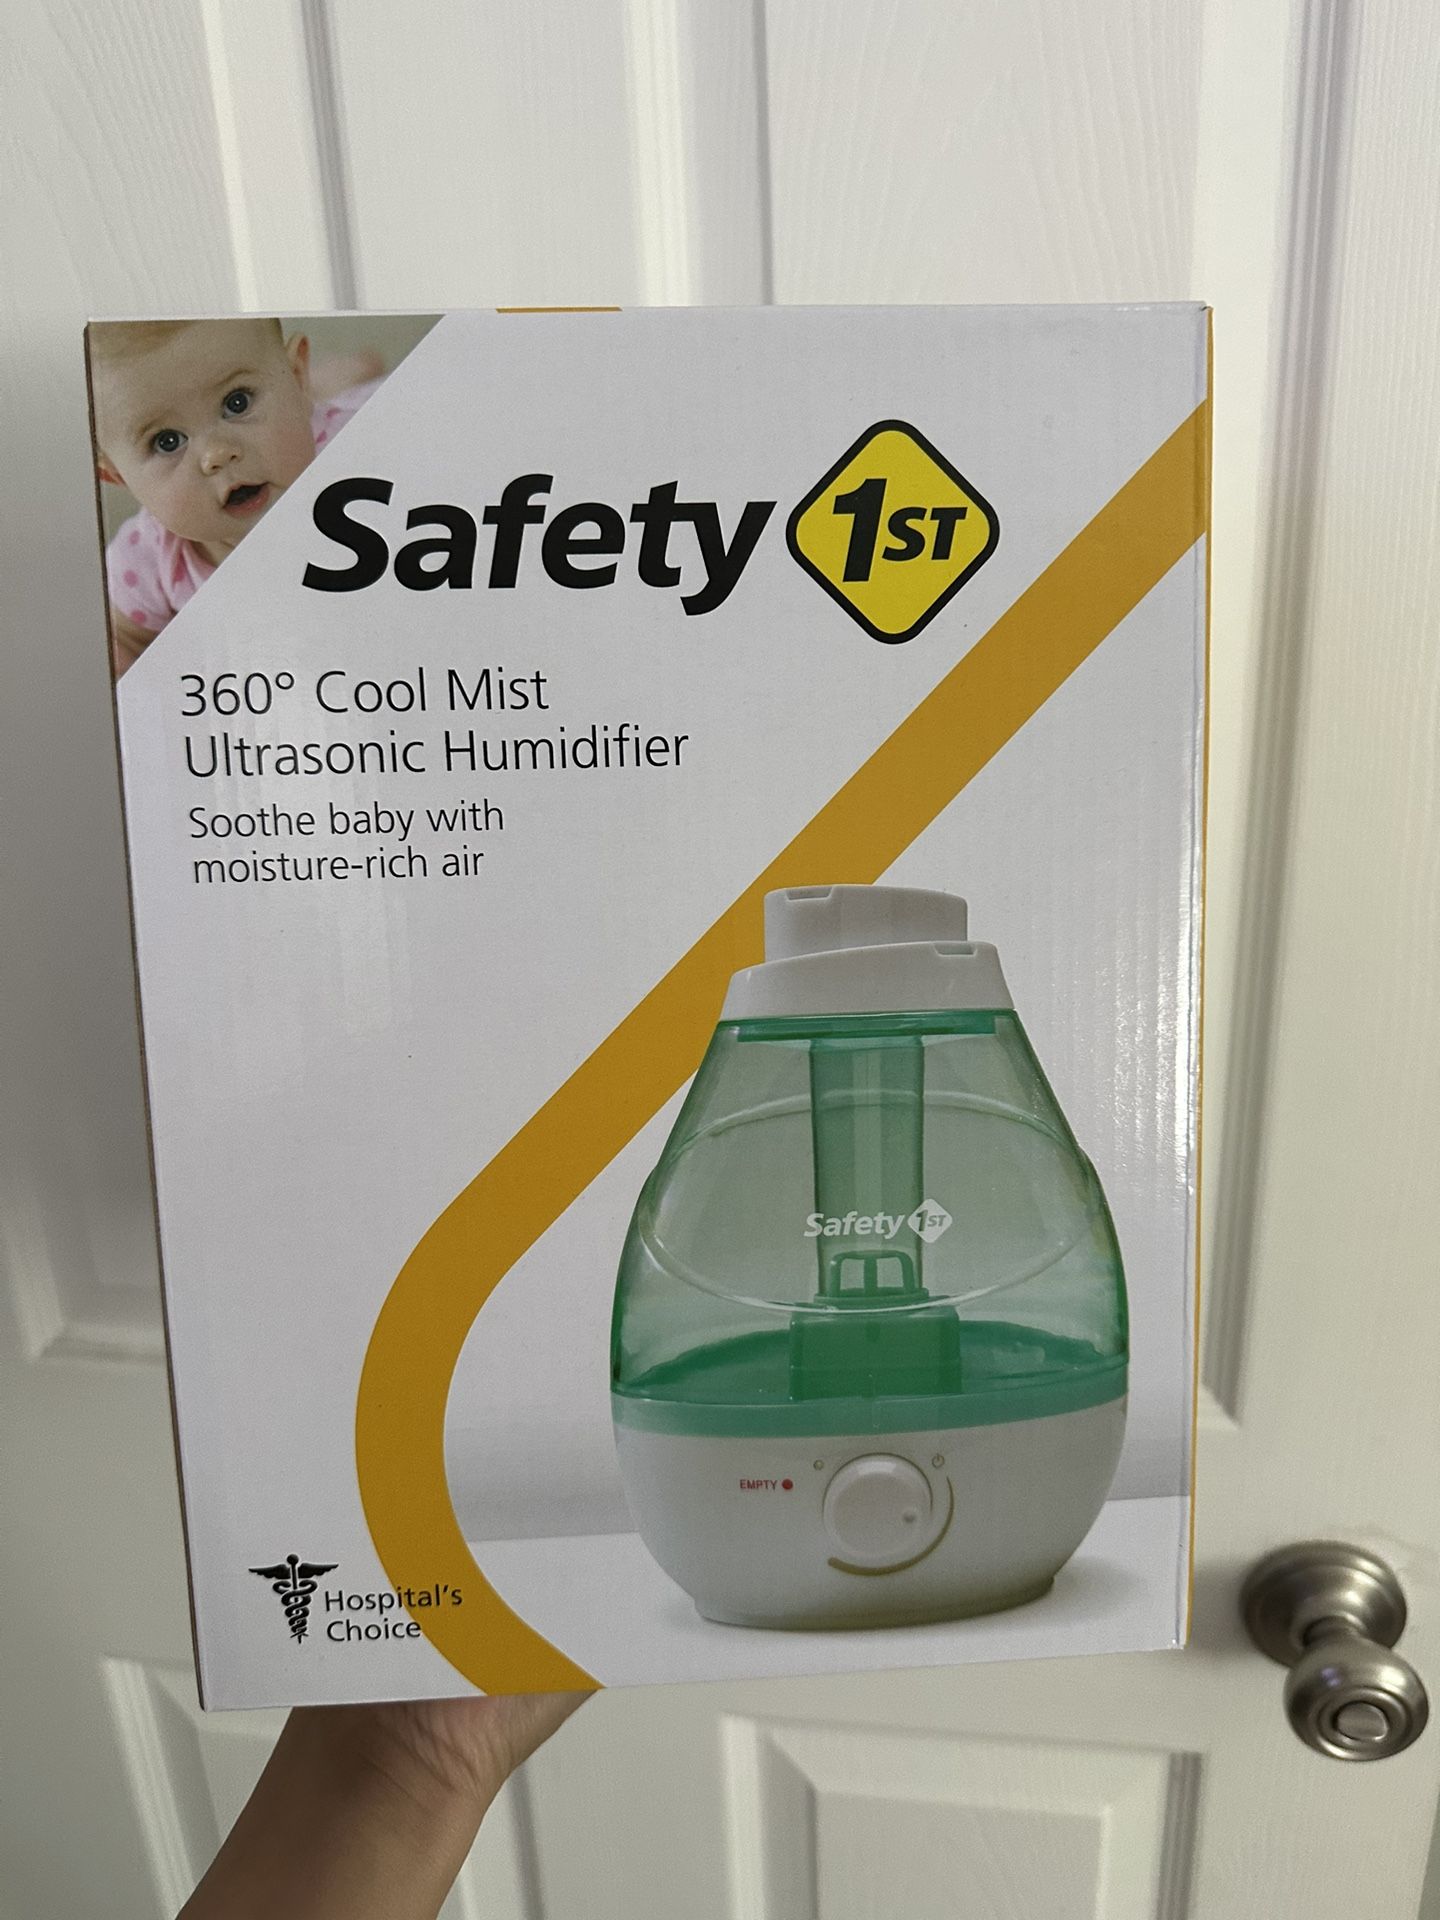 Safety 1ST
360° Cool Mist
Ultrasonic Humidifier
Soothe baby with
moisture-rich air
Safety 1ST
EMPTY
Hospital's
Choice